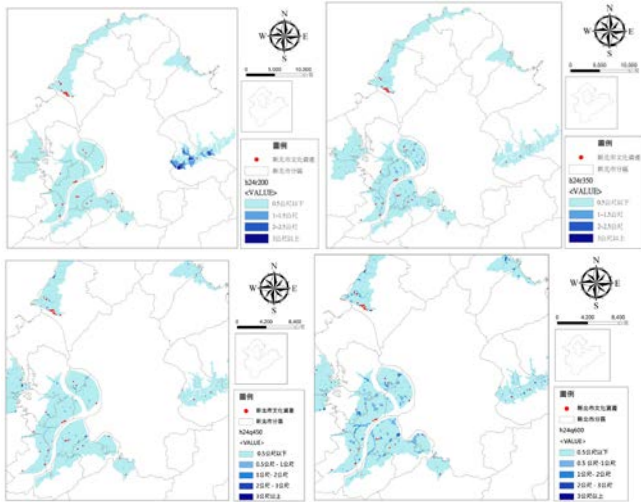 N
W E
S
0 5,000 10,000
公尺
圖例
新北市文化資產
新北市分區
h24r200
<VALUE>
0.5公尺以下
1~1.5公尺
2~2.5公尺
3公尺以上
N
W E
S
0 5,000 10,000
公尺
圖例
新北市文化資產
新北市分區
h24r350
<VALUE>
0.5公尺以下
1~1.5公尺
2~2.5公尺
3公尺以上
N
W E
S
0 4,200 8,400
公尺
圖例
新北市文化資產
新北市分區
h24q450
<VALUE>
0.5公尺以下
0.5公尺 - 1公尺
1公尺 - 2公尺
2公尺 - 3公尺
3公尺以上
N
W E
S
0 4,200 8,400
公尺
圖例
新北市文化資產
新北市分區
h24q600
<VALUE>
0.5公尺以下
0.5 公尺-1公尺
1公尺 - 2公尺
2公尺 - 3公尺
3公尺以上